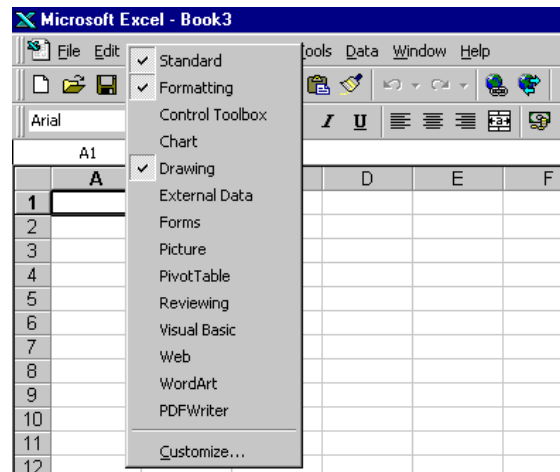 Microsoft Excel - Book3
File Edit Tools Data Window Help
Arial I U
A1
A D E F
Standard
Formatting
Control Toolbox
Chart
Drawing
External Data
Forms
Picture
PivotTable
Reviewing
Visual Basic
Web
WordArt
PDFWriter
Customize...
1
2
3
4
5
6
7
8
9
10
11
12